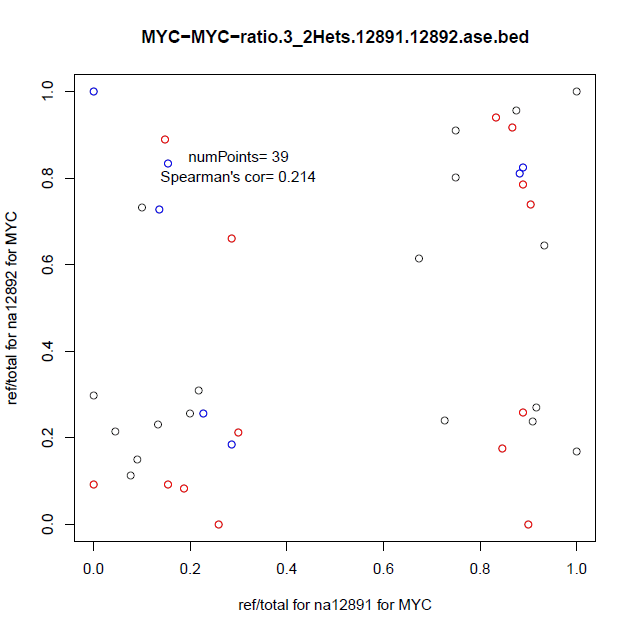 MYC−MYC−ratio.3_2Hets.12891.12892.ase.bed
numPoints= 39
Spearman's cor= 0.214
ref/total for na12892 for MYC
1.0
0.8
0.6
0.4
0.2
0.0
0.0 0.2 0.4 0.6 0.8 1.0
ref/total for na12891 for MYC